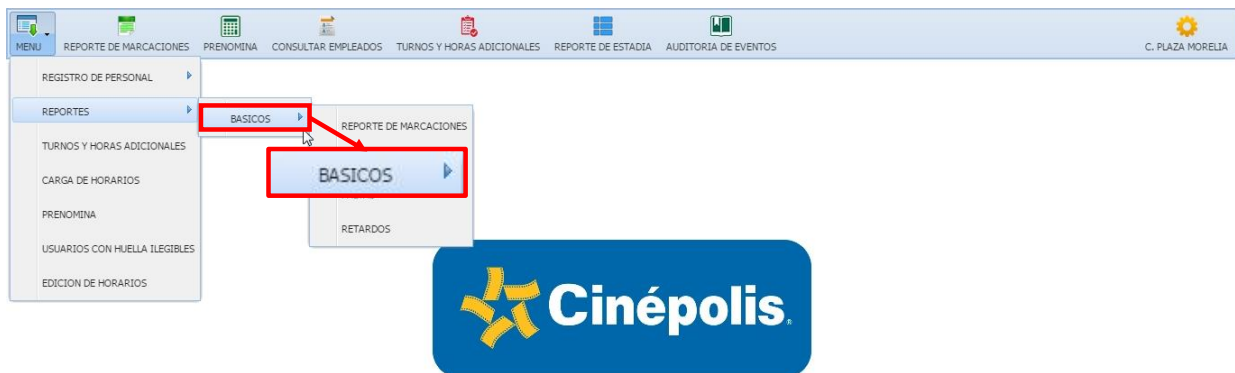 MENU REPORTE DE MARCACIONES PRENOMINA CONSULTAR EMPLEADOS TURNOS Y HORAS ADICIONALES REPORTE DE ESTADIA AUDITORIA DE EVENTOS C. PLAZA MORELIA
REGISTRO DE PERSONAL
REPORTES
TURNOS Y HORAS ADICIONALES
CARGA DE HORARIOS
PRENOMINA
USUARIOS CON HUELLA ILEGIBLES
EDICION DE HORARIOS
BASICOS
REPORTE DE MARCACIONES
BASICOS
RETARDOS
Cinépolis®